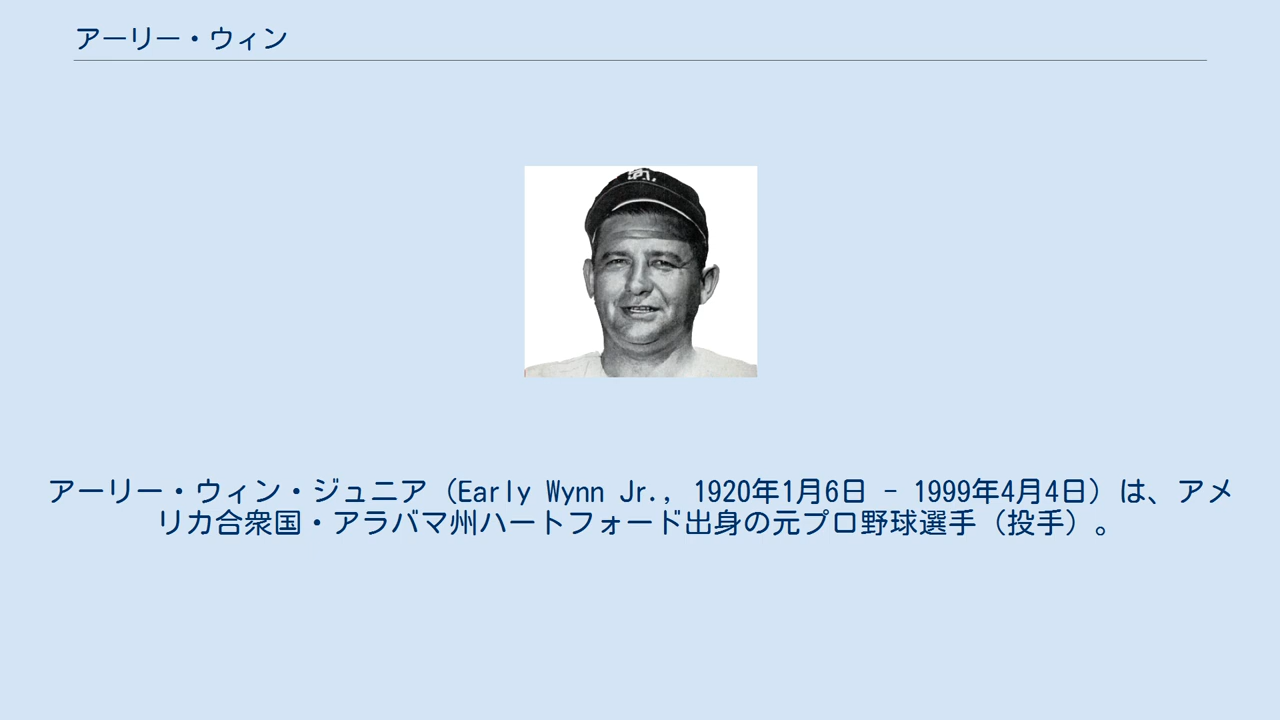 アーリー・ウィン
アーリー・ウィン・ジュニア（Early Wynn Jr., 1920年1月6日 - 1999年4月4日）は、アメ
リカ合衆国・アラバマ州ハートフォード出身の元プロ野球選手（投手）。